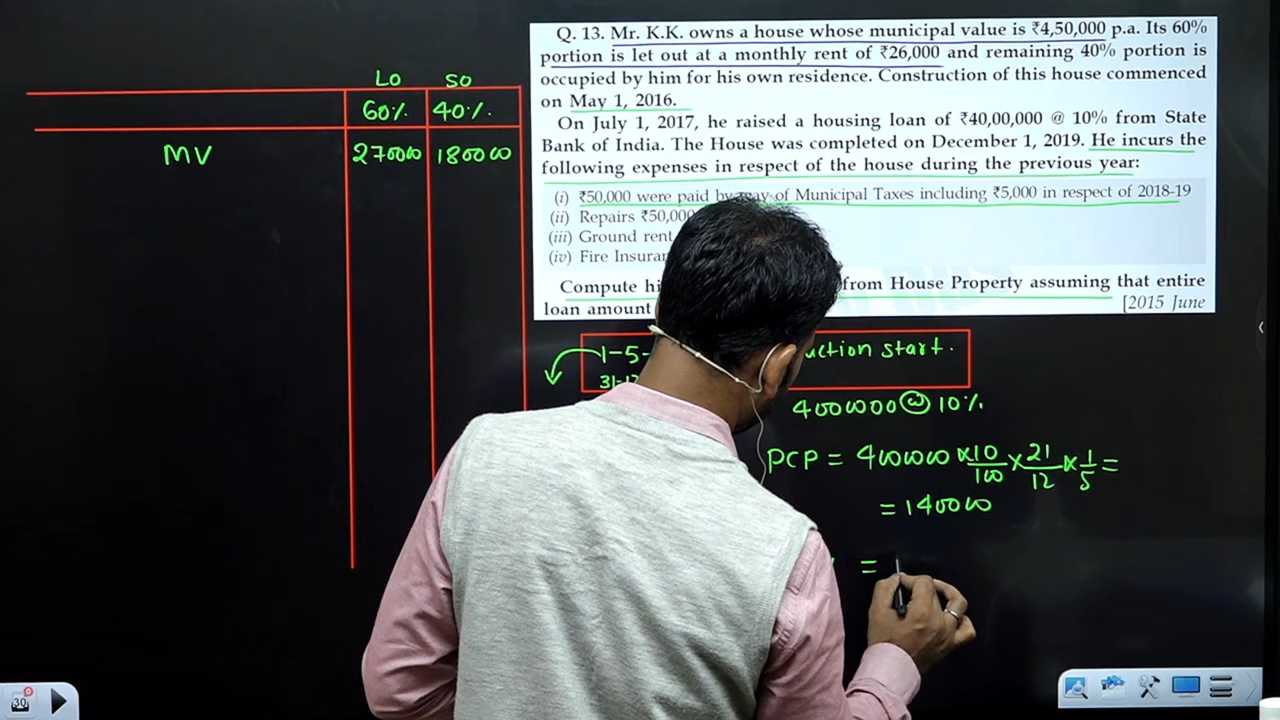 Q. 13. Mr. K.K. owns a house whose municipal value is ₹4,50,000 p.a. Its 60%
portion is let out at a monthly rent of ₹26,000 and remaining 40% portion is
occupied by him for his own residence. Construction of this house commenced
on May 1, 2016.
On July 1, 2017, he raised a housing loan of ₹40,00,000 @ 10% from State
Bank of India. The House was completed on December 1, 2019. He incurs the
following expenses in respect of the house during the previous year:
(i) ₹50,000 were paid by way of Municipal Taxes including ₹5,000 in respect of 2018-19
(ii) Repairs ₹50,000
(iii) Ground rent
(iv) Fire
Compute from House Property assuming that entire
loan amount [2015 June
LO SO
60% 40%.
MV 270000 180000
1-5- start.
4000000 @ 10%.
PCP = 4000000 × 10/100 × 21/12 × 1/5 =
= 140000
=
30